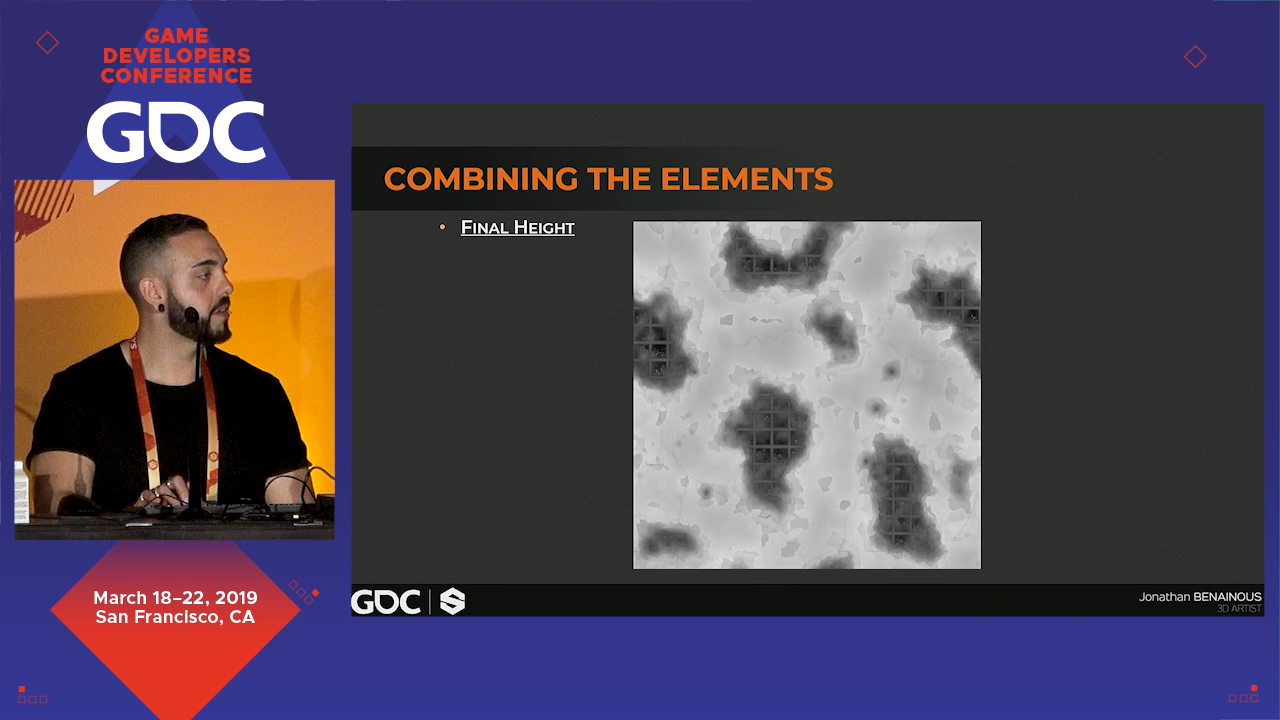 GAME
DEVELOPERS
CONFERENCE
GDC
COMBINING THE ELEMENTS
• FINAL HEIGHT
March 18–22, 2019
San Francisco, CA
GDC
Jonathan BENAINOUS
3D ARTIST